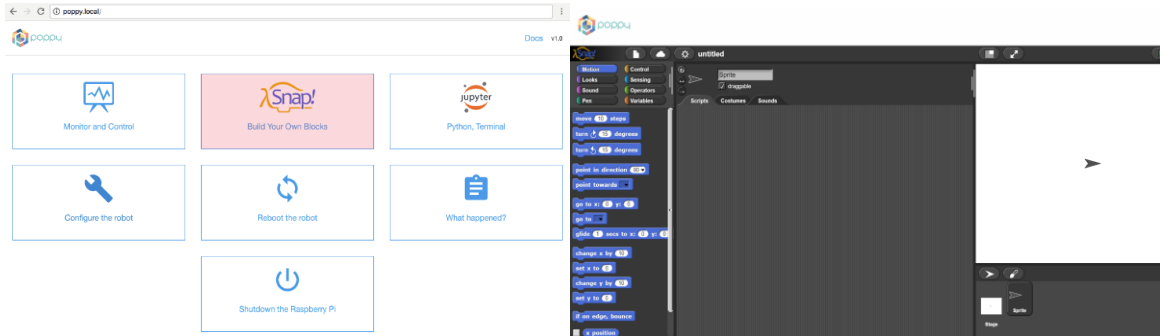 poppy.local/
poppy
Docs v1.0
Monitor and Control
λSnap!
Build Your Own Blocks
jupyter
Python, Terminal
Configure the robot
Reboot the robot
What happened?
Shutdown the Raspberry Pi
poppy
λSnap! untitled
Motion Control
Looks Sensing
Sound Operators
Pen Variables
Sprite
draggable
Scripts Costumes Sounds
move 10 steps
turn 15 degrees
turn 15 degrees
point in direction 90
point towards
go to x: 0 y: 0
go to
glide 1 secs to x: 0 y: 0
change x by 10
set x to 0
change y by 10
set y to 0
if on edge, bounce
x position
Stage
Sprite